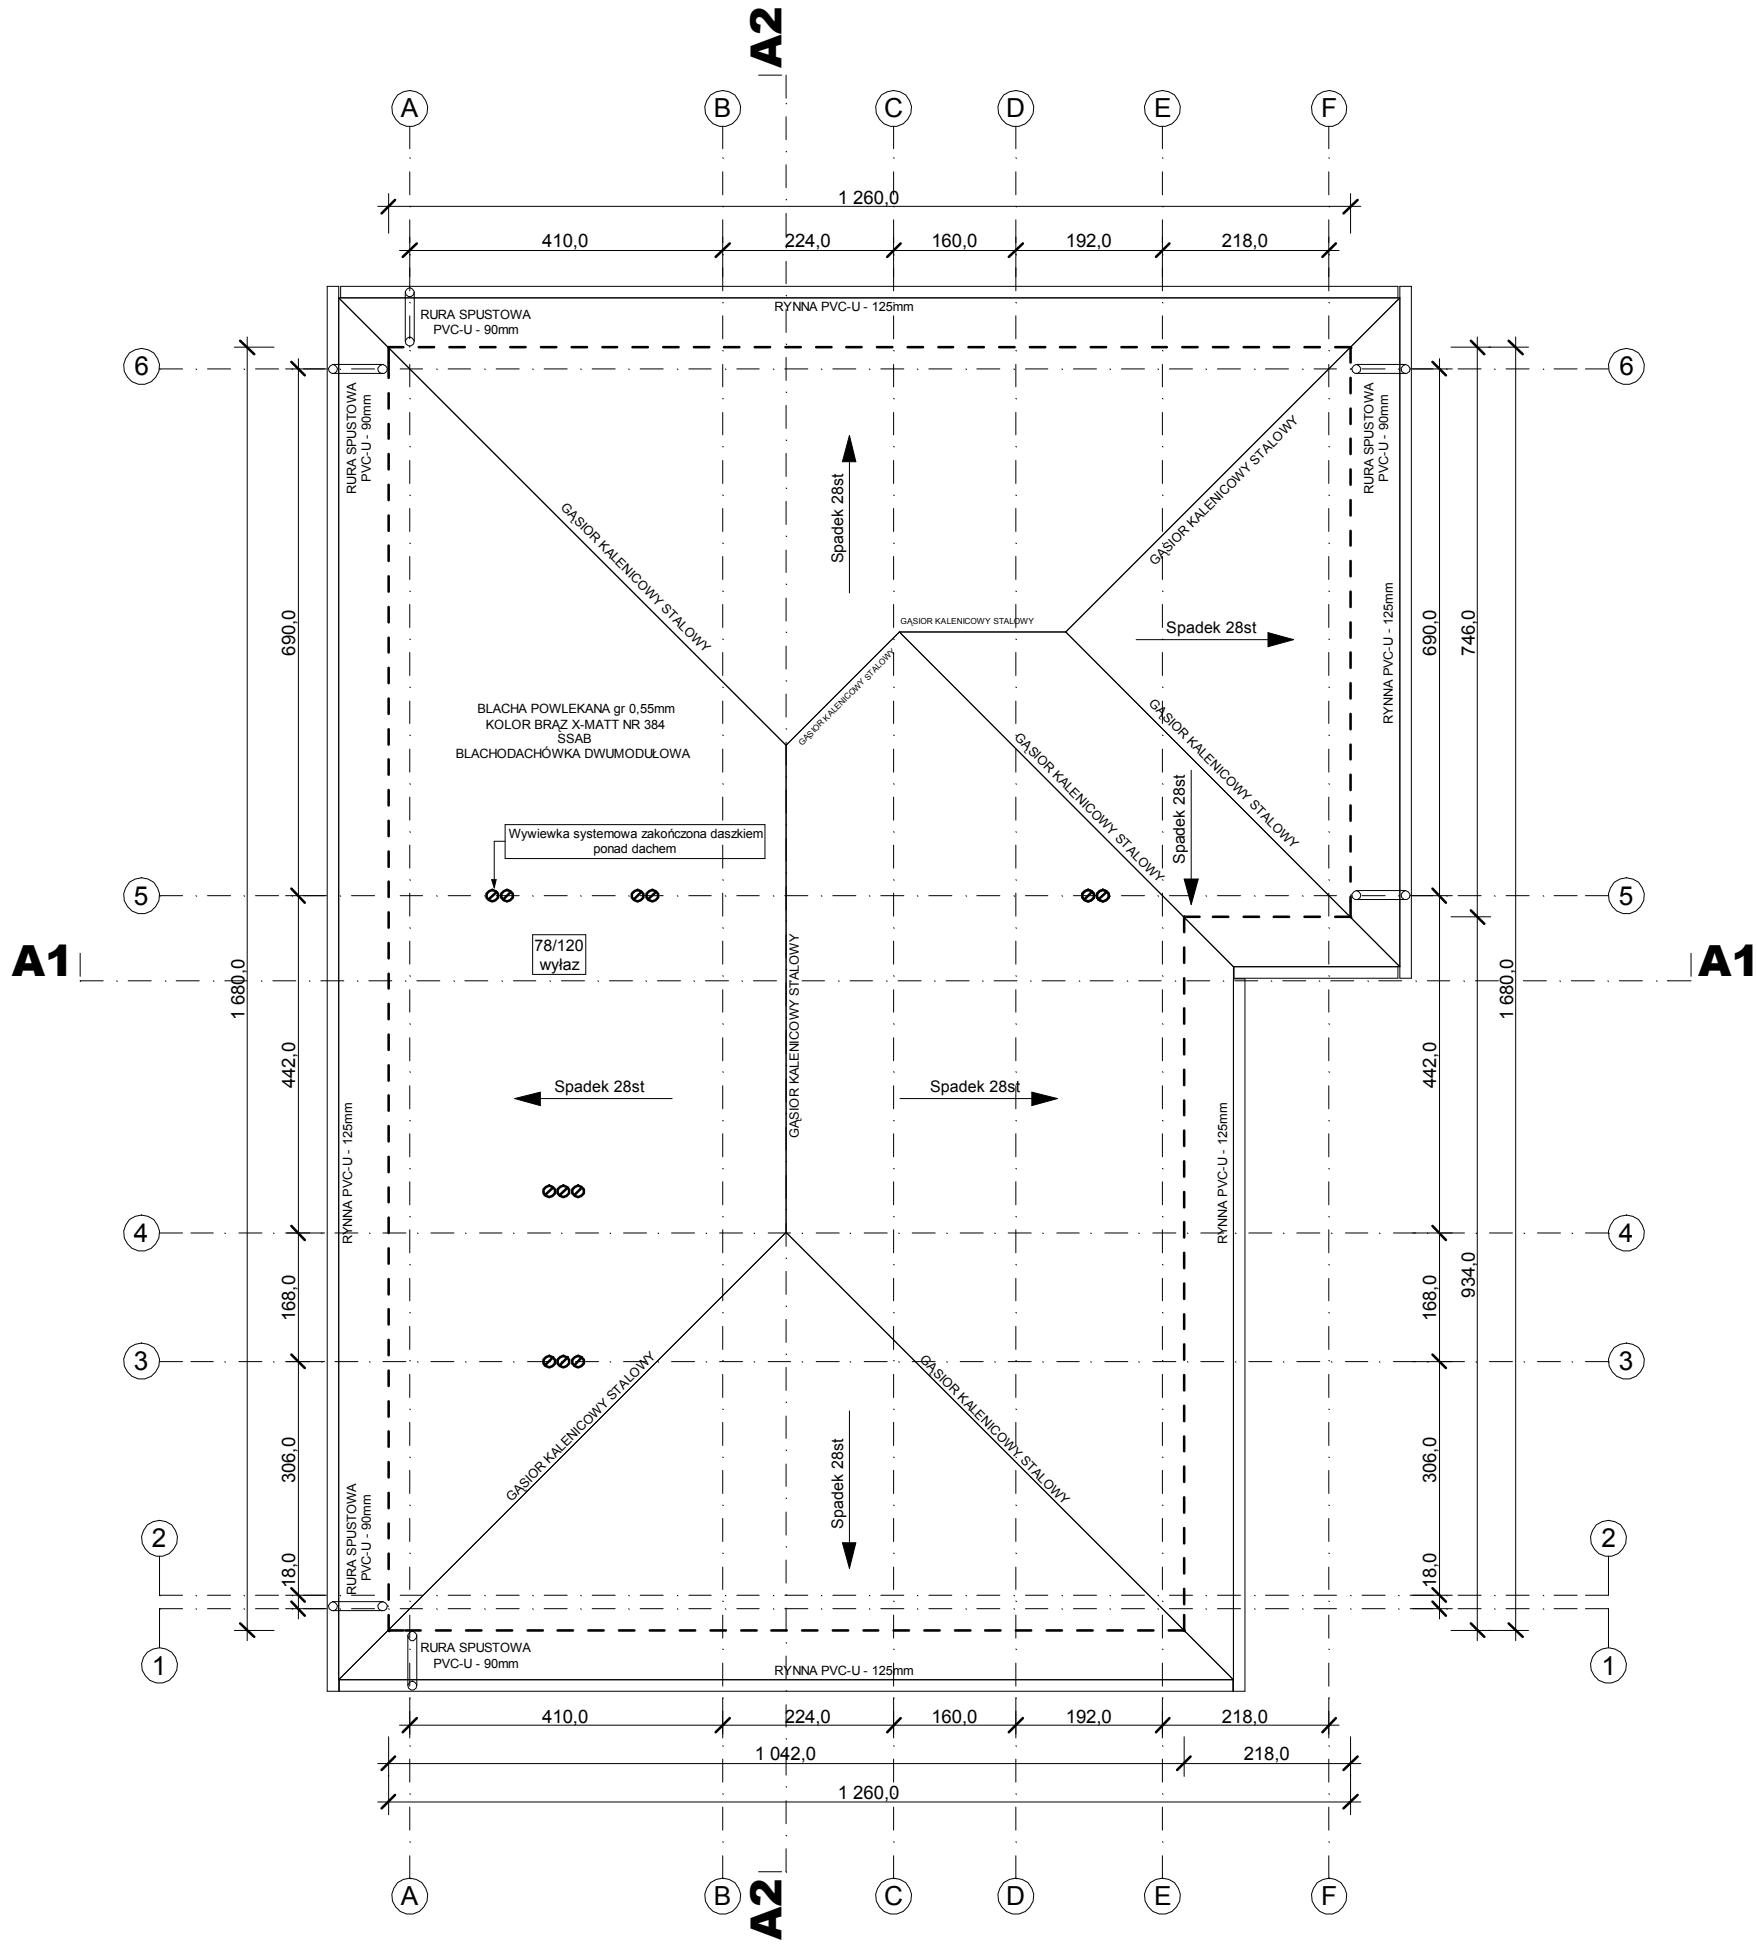 A2
A B C D E F
1 260,0
410,0 224,0 160,0 192,0 218,0
RYNNA PVC-U - 125mm
RURA SPUSTOWA
PVC-U - 90mm
6 6
RURA SPUSTOWA
PVC-U - 90mm
RURA SPUSTOWA
PVC-U - 90mm
GĄSIOR KALENICOWY STALOWY
Spadek 28st
GĄSIOR KALENICOWY STALOWY
690,0
GĄSIOR KALENICOWY STALOWY
GĄSIOR KALENICOWY STALOWY
Spadek 28st
RYNNA PVC-U - 125mm
690,0
746,0
BLACHA POWLEKANA gr 0,55mm
KOLOR BRĄZ X-MATT NR 384
SSAB
BLACHODACHÓWKA DWUMODUŁOWA
GĄSIOR KALENICOWY STALOWY
GĄSIOR KALENICOWY STALOWY
Spadek 28st
Wywiewka systemowa zakończona daszkiem
ponad dachem
5 5
78/120
wyłaz
A1 A1
1 680,0
1 680,0
GĄSIOR KALENICOWY STALOWY
442,0
442,0
Spadek 28st
Spadek 28st
RYNNA PVC-U - 125mm
RYNNA PVC-U - 125mm
4 4
168,0
168,0
934,0
3 3
GĄSIOR KALENICOWY STALOWY
GĄSIOR KALENICOWY STALOWY
306,0
306,0
Spadek 28st
RURA SPUSTOWA
PVC-U - 90mm
2 2
18,0
18,0
1 1
RURA SPUSTOWA
PVC-U - 90mm
RYNNA PVC-U - 125mm
410,0 224,0 160,0 192,0 218,0
1 042,0 218,0
1 260,0
A B C D E F
A2